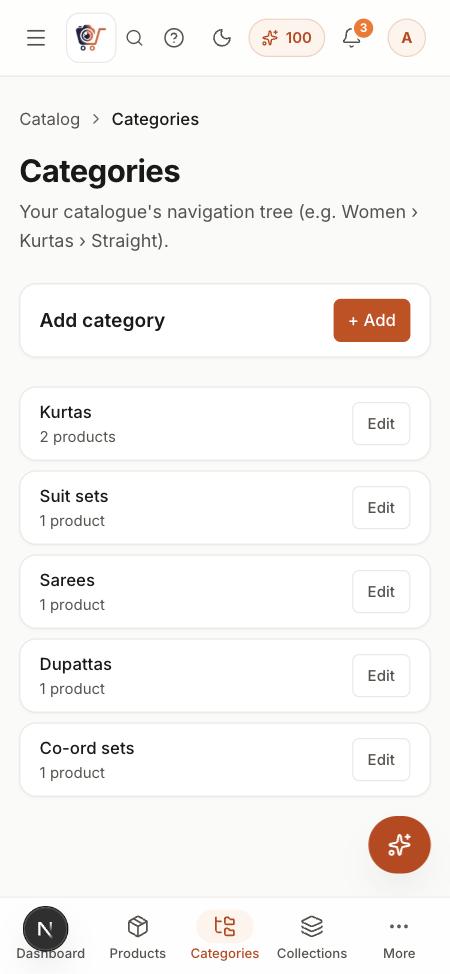 100
3
A
Catalog > Categories
Categories
Your catalogue's navigation tree (e.g. Women ›
Kurtas › Straight).
Add category
+ Add
Kurtas
2 products
Edit
Suit sets
1 product
Edit
Sarees
1 product
Edit
Dupattas
1 product
Edit
Co-ord sets
1 product
Edit
N
Dashboard
Products
Categories
Collections
More